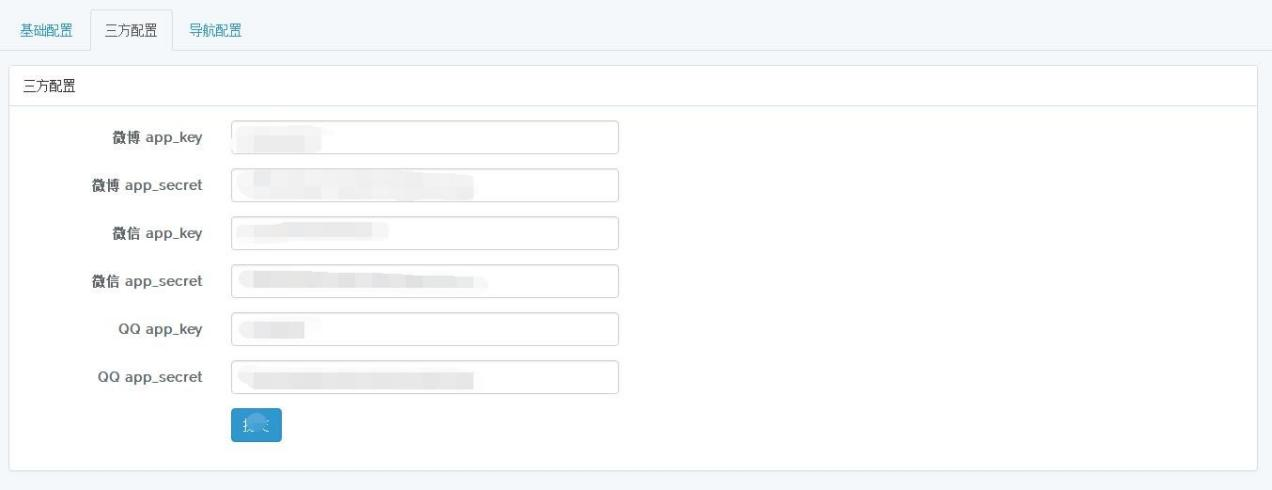 基础配置 三方配置 导航配置
三方配置
微博 app_key
微博 app_secret
微信 app_key
微信 app_secret
QQ app_key
QQ app_secret